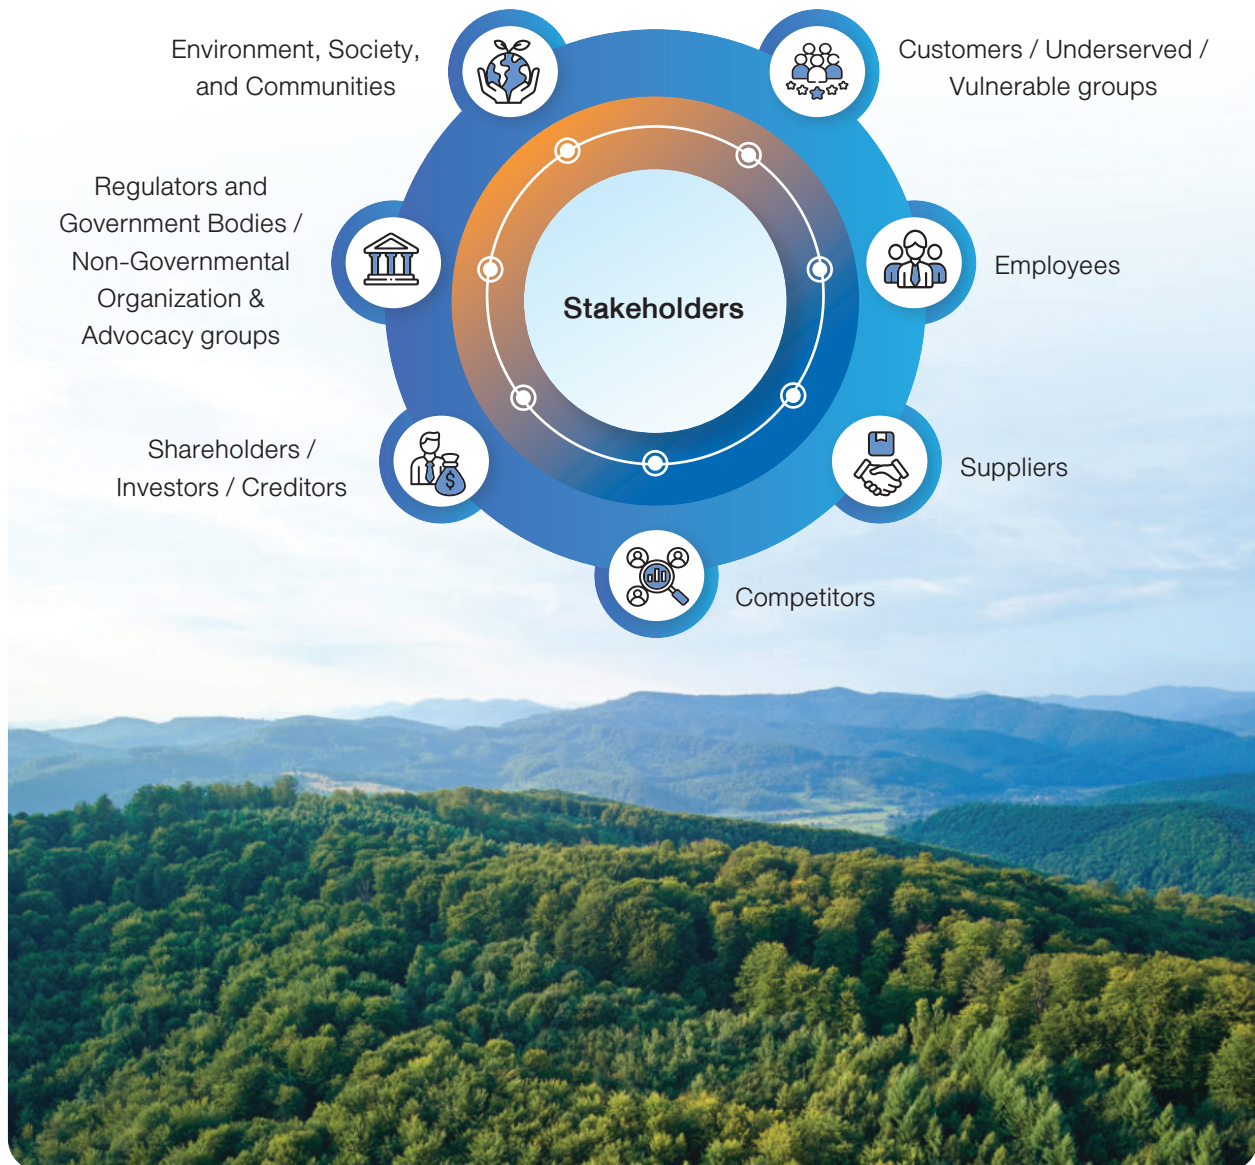 Environment, Society,
and Communities
Customers / Underserved /
Vulnerable groups
Regulators and
Government Bodies /
Non-Governmental
Organization &
Advocacy groups
Employees
Stakeholders
Shareholders /
Investors / Creditors
Suppliers
Competitors
$